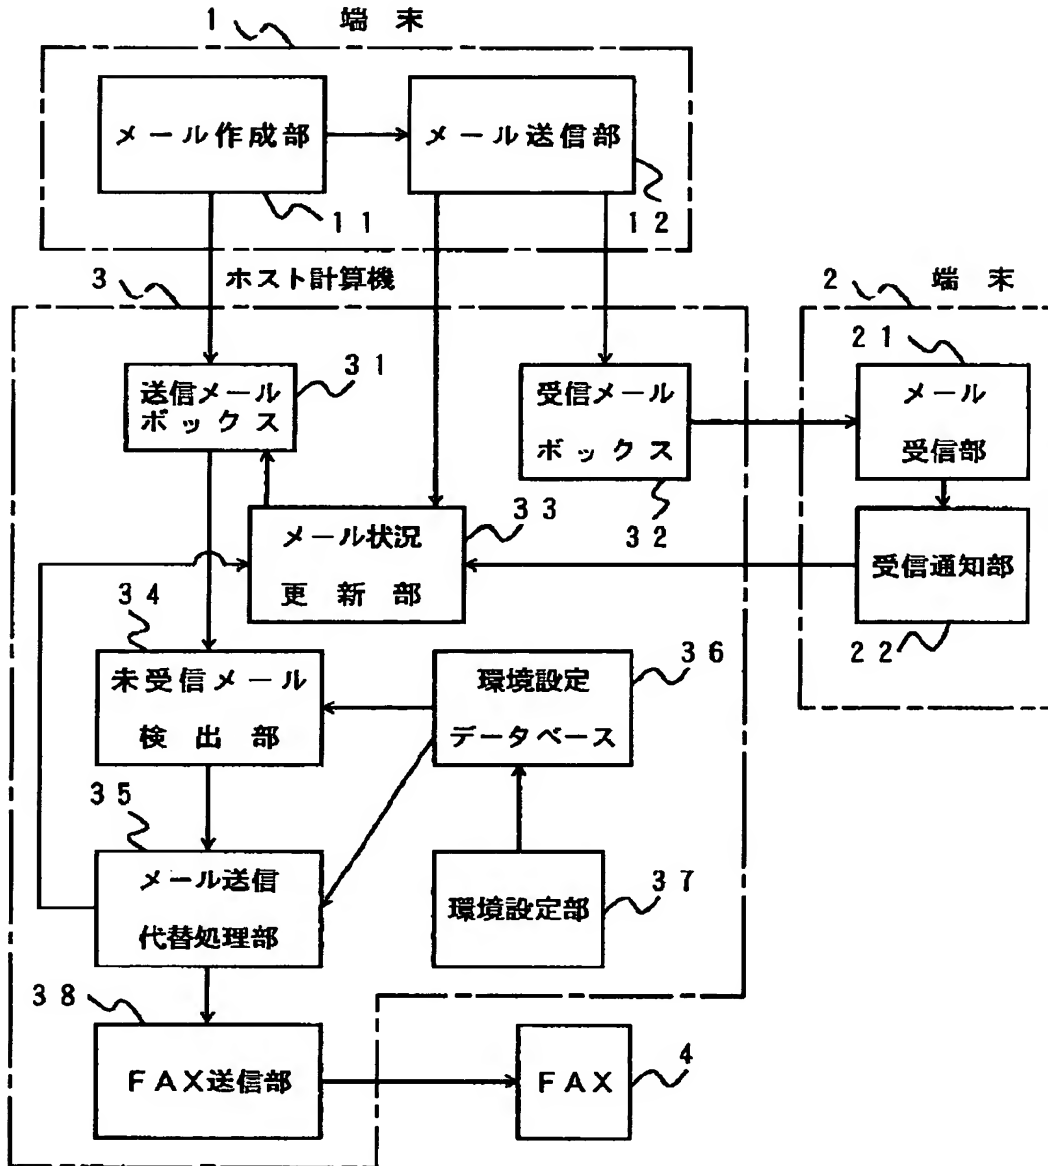 1 端 末
メール作成部
メール送信部
11
12
3 ホスト計算機
2 端 末
送信メール
ボックス
31
受信メール
ボックス
32
21
メール
受信部
メール状況
更 新 部
33
受信通知部
22
34
未受信メール
検 出 部
環境設定
データベース
36
35
メール送信
代替処理部
環境設定部
37
38
FAX送信部
FAX
4